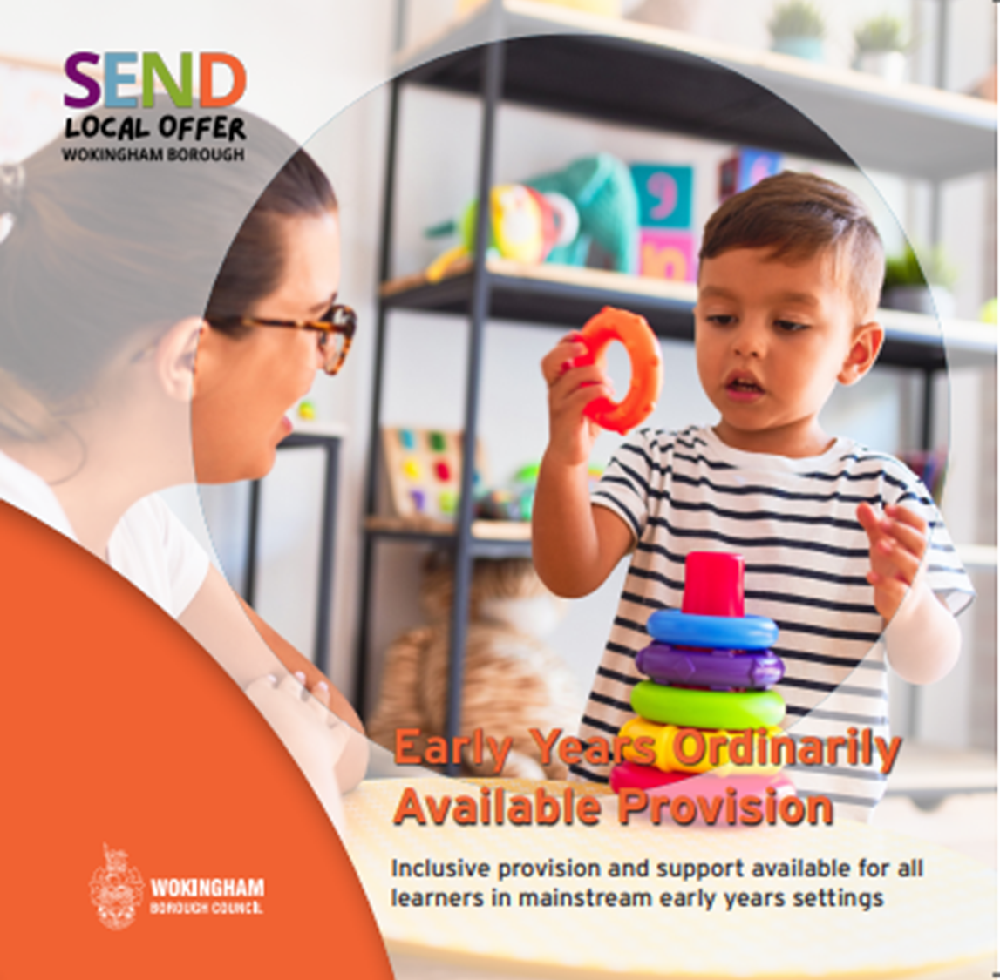 SEND
LOCAL OFFER
WOKINGHAM BOROUGH
Early Years Ordinarily
Available Provision
Inclusive provision and support available for all
learners in mainstream early years settings
WOKINGHAM
BOROUGH COUNCIL